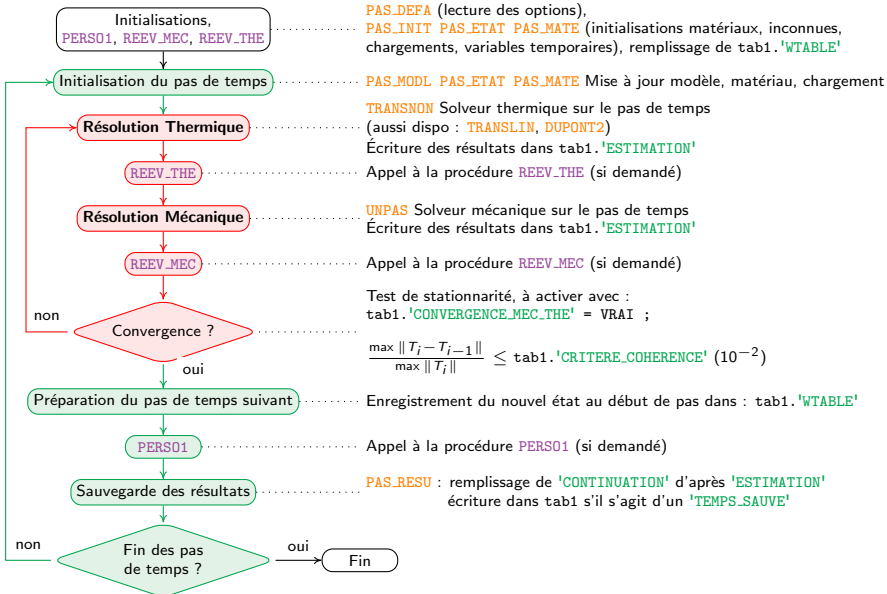 Initialisations,
PERSO1, REEV_MEC, REEV_THE
PAS_DEFA (lecture des options),
PAS_INIT PAS_ETAT PAS_MATE (initialisations matériaux, inconnues,
chargements, variables temporaires), remplissage de tab1.'WTABLE'
Initialisation du pas de temps
PAS_MODL PAS_ETAT PAS_MATE Mise à jour modèle, matériau, chargement
Résolution Thermique
TRANSNON Solveur thermique sur le pas de temps
(aussi dispo : TRANSLIN, DUPONT2)
Écriture des résultats dans tab1.'ESTIMATION'
REEV_THE
Appel à la procédure REEV_THE (si demandé)
Résolution Mécanique
UNPAS Solveur mécanique sur le pas de temps
Écriture des résultats dans tab1.'ESTIMATION'
REEV_MEC
Appel à la procédure REEV_MEC (si demandé)
non
Convergence ?
Test de stationnarité, à activer avec :
tab1.'CONVERGENCE_MEC_THE' = VRAI ;
max ‖T_i − T_{i−1}‖ / max ‖T_i‖ ≤ tab1.'CRITERE_COHERENCE' (10^{−2})
oui
Préparation du pas de temps suivant
Enregistrement du nouvel état au début de pas dans : tab1.'WTABLE'
PERSO1
Appel à la procédure PERSO1 (si demandé)
Sauvegarde des résultats
PAS_RESU : remplissage de 'CONTINUATION' d'après 'ESTIMATION'
écriture dans tab1 s'il s'agit d'un 'TEMPS_SAUVE'
non
Fin des pas
de temps ?
oui
Fin